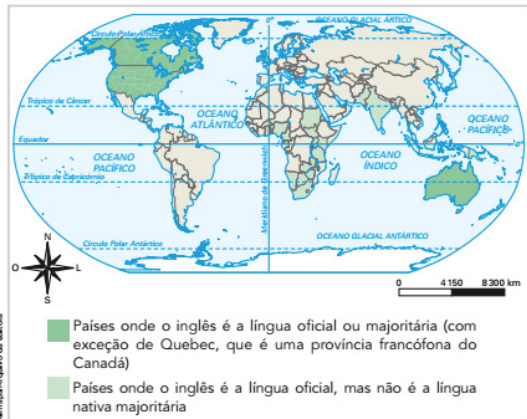 OCEANO GLACIAL ÁRTICO
Círculo Polar Ártico
0°
Trópico de Câncer
OCEANO
ATLÂNTICO
OCEANO
PACÍFICO
Equador
OCEANO
PACÍFICO
OCEANO
ÍNDICO
Trópico de Capricórnio
Meridiano de Greenwich
Círculo Polar Antártico
OCEANO GLACIAL ANTÁRTICO
N
O
L
S
0 4 150 8 300 km
Países onde o inglês é a língua oficial ou majoritária (com
exceção de Quebec, que é uma província francófona do
Canadá)
Países onde o inglês é a língua oficial, mas não é a língua
nativa majoritária